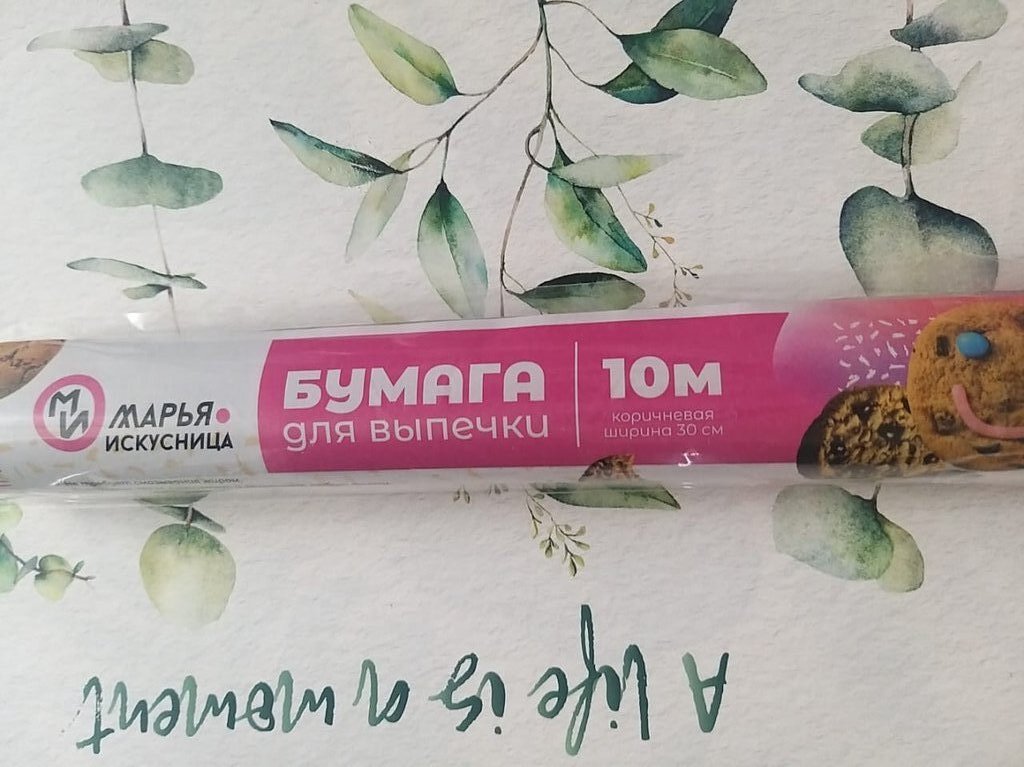 МИ
МАРЬЯ
ИСКУСНИЦА
БУМАГА
для выпечки
10м
коричневая
ширина 30 см
A life is a moment